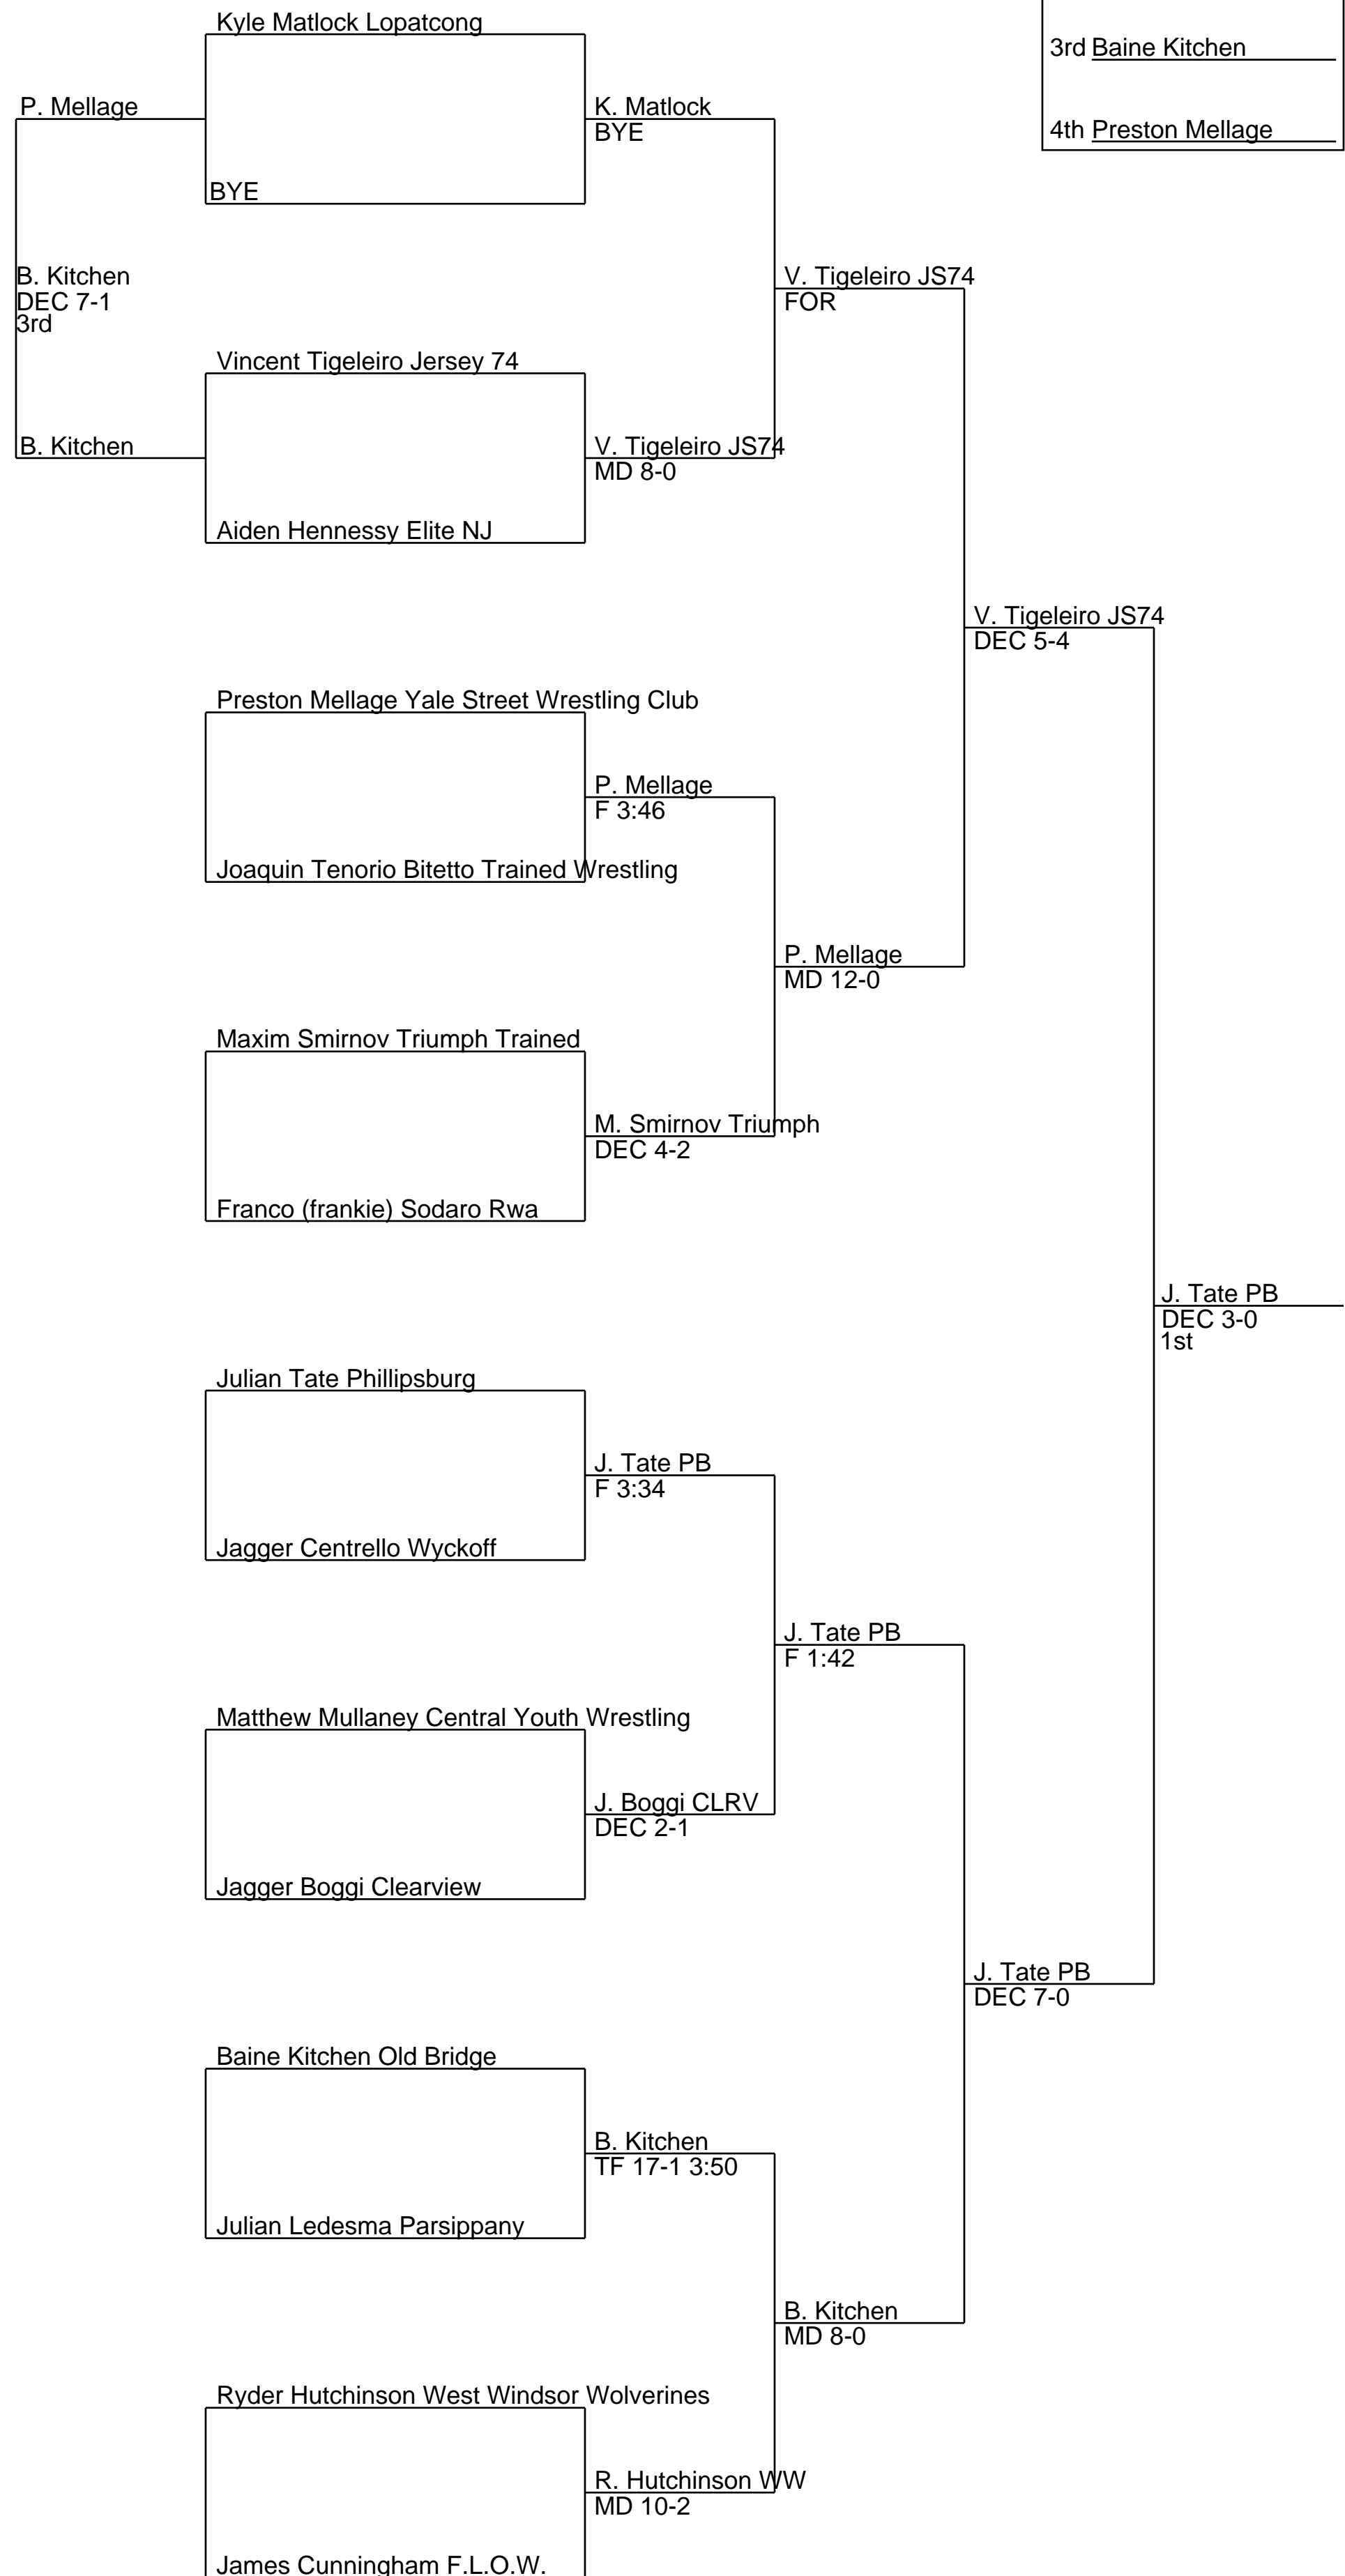 Kyle Matlock Lopatcong
3rd Baine Kitchen
P. Mellage
K. Matlock
BYE
4th Preston Mellage
BYE
B. Kitchen
DEC 7-1
3rd
V. Tigeleiro JS74
FOR
Vincent Tigeleiro Jersey 74
B. Kitchen
V. Tigeleiro JS74
MD 8-0
Aiden Hennessy Elite NJ
V. Tigeleiro JS74
DEC 5-4
Preston Mellage Yale Street Wrestling Club
P. Mellage
F 3:46
Joaquin Tenorio Bitetto Trained Wrestling
P. Mellage
MD 12-0
Maxim Smirnov Triumph Trained
M. Smirnov Triumph
DEC 4-2
Franco (frankie) Sodaro Rwa
J. Tate PB
DEC 3-0
1st
Julian Tate Phillipsburg
J. Tate PB
F 3:34
Jagger Centrello Wyckoff
J. Tate PB
F 1:42
Matthew Mullaney Central Youth Wrestling
J. Boggi CLRV
DEC 2-1
Jagger Boggi Clearview
J. Tate PB
DEC 7-0
Baine Kitchen Old Bridge
B. Kitchen
TF 17-1 3:50
Julian Ledesma Parsippany
B. Kitchen
MD 8-0
Ryder Hutchinson West Windsor Wolverines
R. Hutchinson WW
MD 10-2
James Cunningham F.L.O.W.